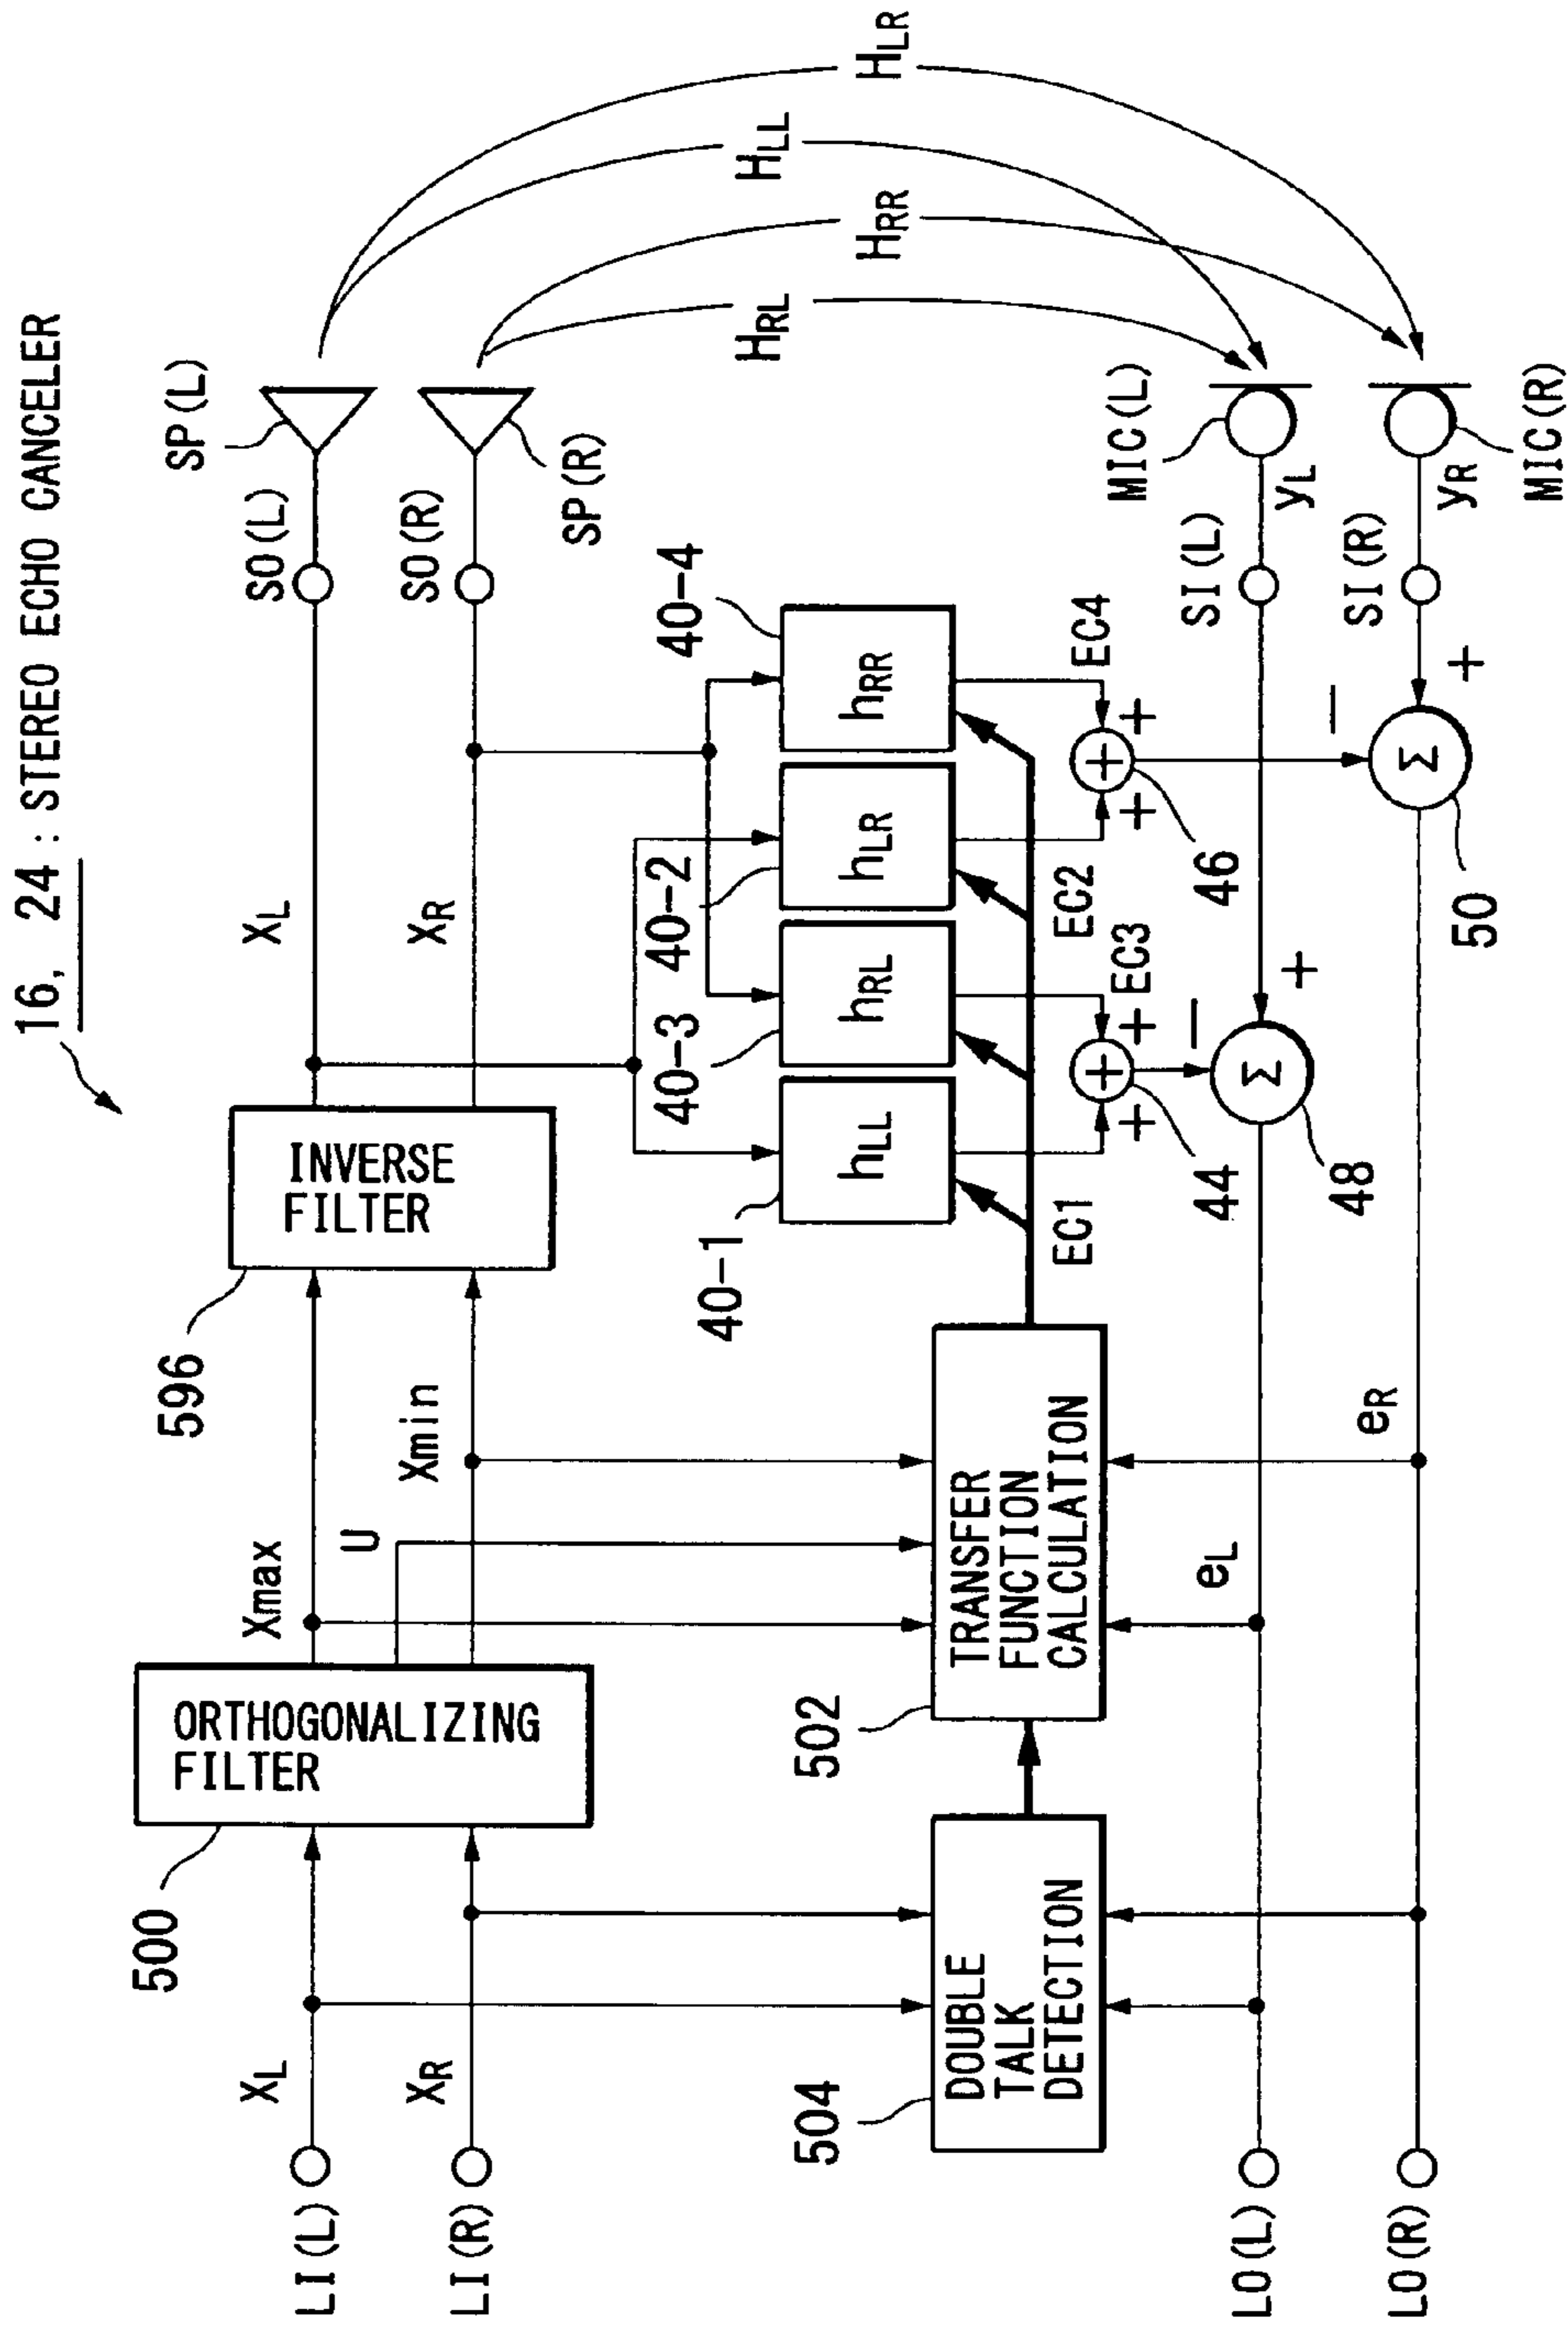 16, 24 : STEREO ECHO CANCELER
LI(L)
XL
500
ORTHOGONALIZING
FILTER
Xmax
U
Xmin
596
INVERSE
FILTER
XL
SO(L)
SP(L)
LI(R)
XR
XR
SO(R)
SP(R)
HRL
HRR
HLL
HLR
504
DOUBLE
TALK
DETECTION
502
TRANSFER
FUNCTION
CALCULATION
40-1
hLL
40-3
hRL
40-2
hLR
40-4
hRR
EC1
EC3
EC2
EC4
+
+
+
44
+
+
+
46
LO(L)
eL
48
Σ
−
+
SI(L)
yL
MIC(L)
LO(R)
eR
50
Σ
−
+
SI(R)
yR
MIC(R)